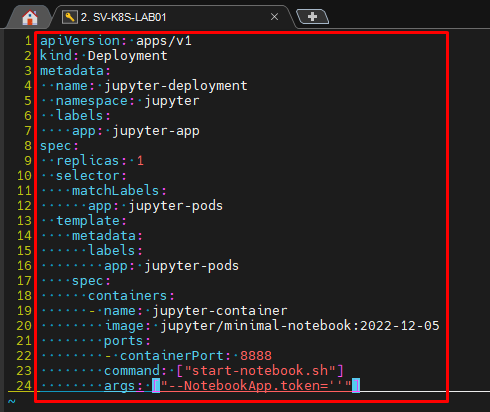 2. SV-K8S-LAB01
1 apiVersion: apps/v1
2 kind: Deployment
3 metadata:
4   name: jupyter-deployment
5   namespace: jupyter
6   labels:
7     app: jupyter-app
8 spec:
9   replicas: 1
10   selector:
11     matchLabels:
12       app: jupyter-pods
13   template:
14     metadata:
15       labels:
16         app: jupyter-pods
17     spec:
18       containers:
19       - name: jupyter-container
20         image: jupyter/minimal-notebook:2022-12-05
21         ports:
22         - containerPort: 8888
23         command: ["start-notebook.sh"]
24         args: ["--NotebookApp.token=''"]
~